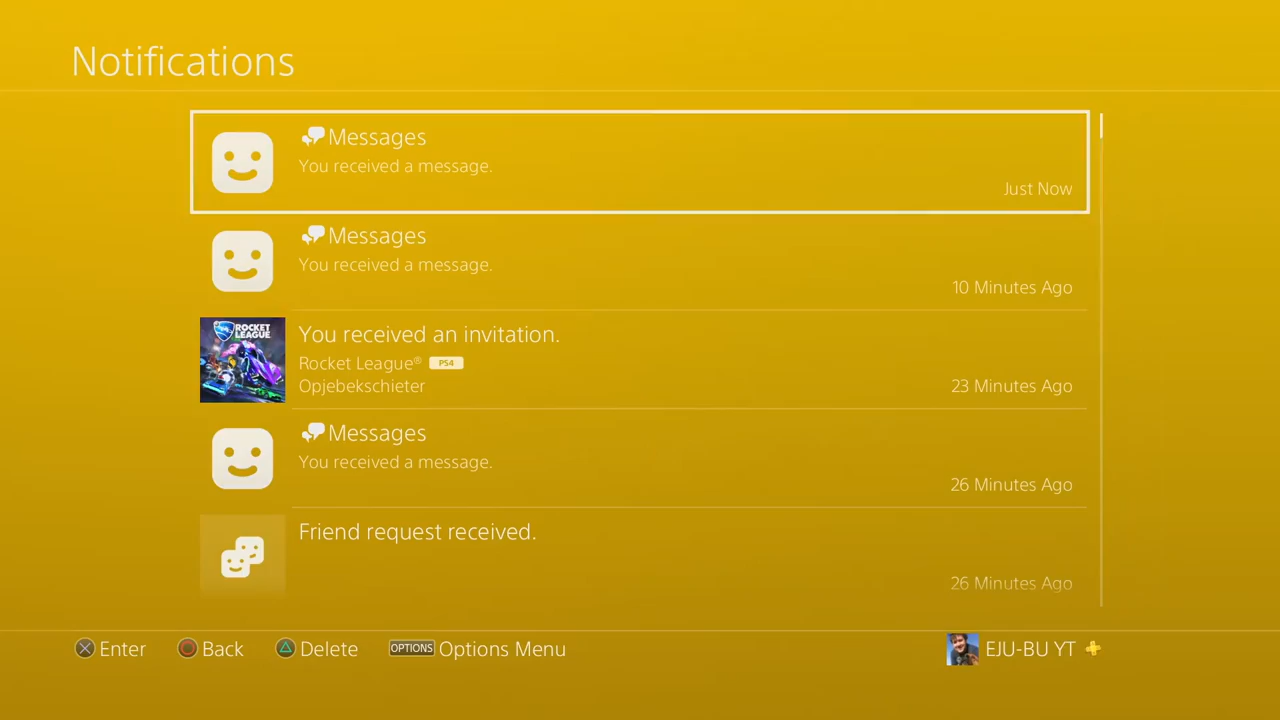 Notifications
Messages
You received a message.
Just Now
Messages
You received a message.
10 Minutes Ago
ROCKET
LEAGUE
You received an invitation.
Rocket League® PS4
Opjebekschieter
23 Minutes Ago
Messages
You received a message.
26 Minutes Ago
Friend request received.
26 Minutes Ago
Enter Back Delete OPTIONS Options Menu EJU-BU YT